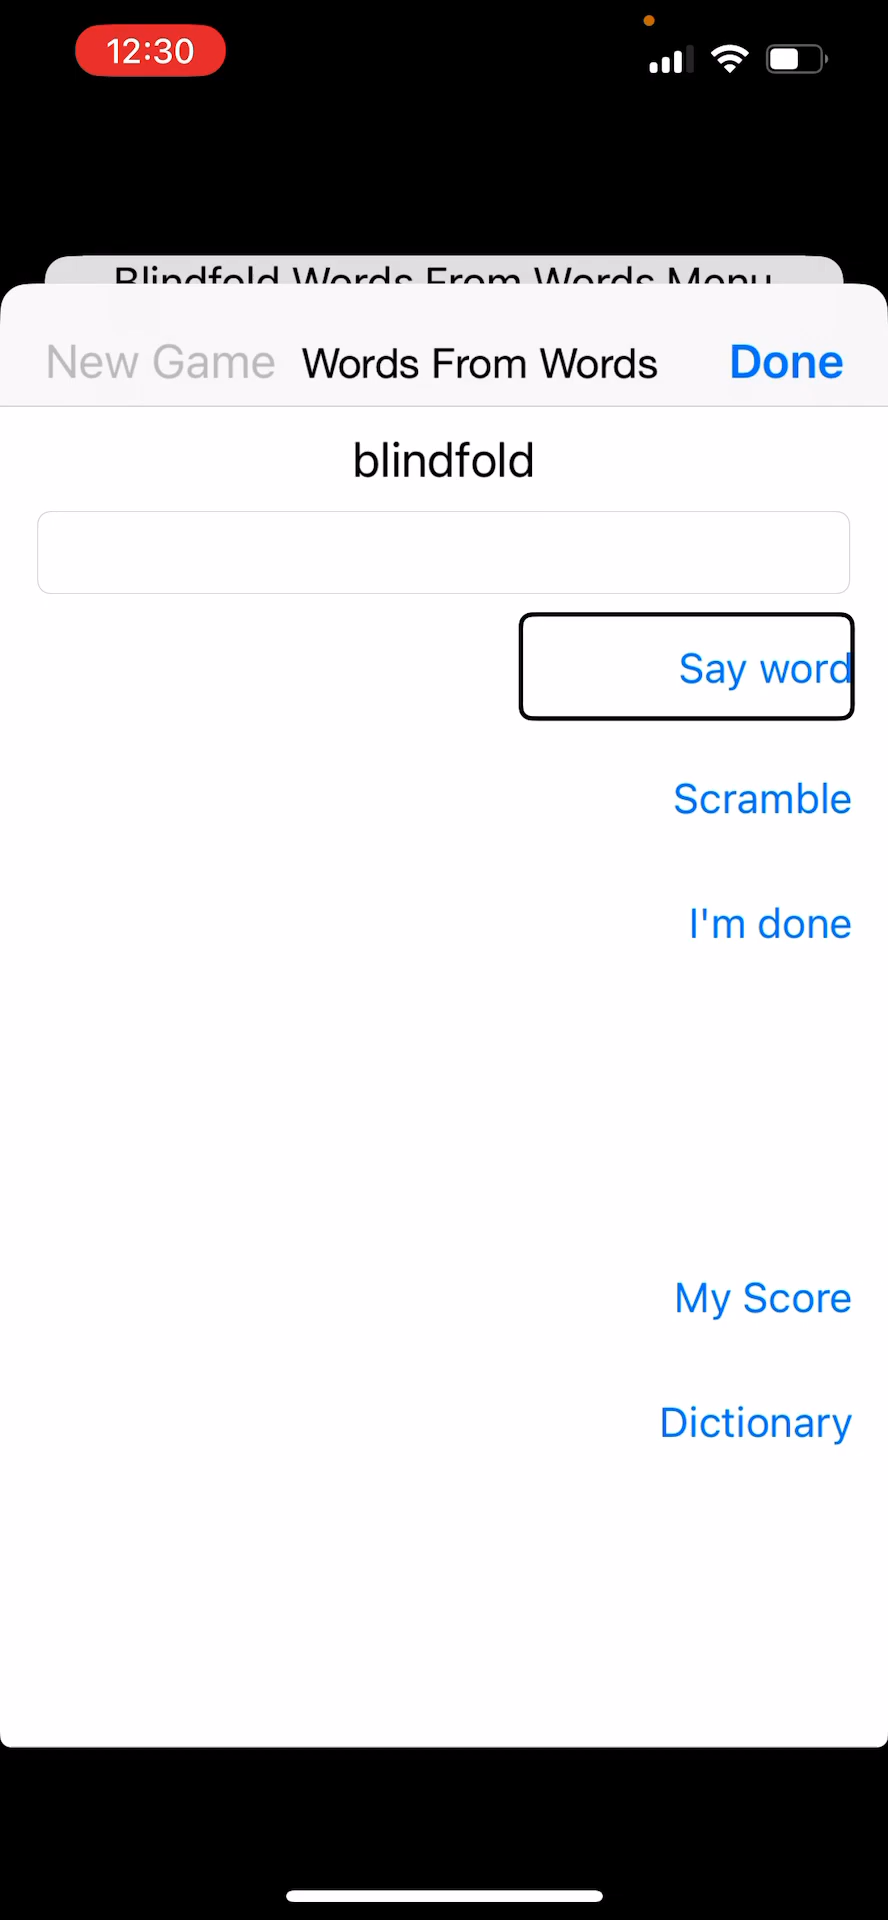 12:30
Blindfold Words From Words Menu
New Game Words From Words Done
blindfold
Say word
Scramble
I'm done
My Score
Dictionary